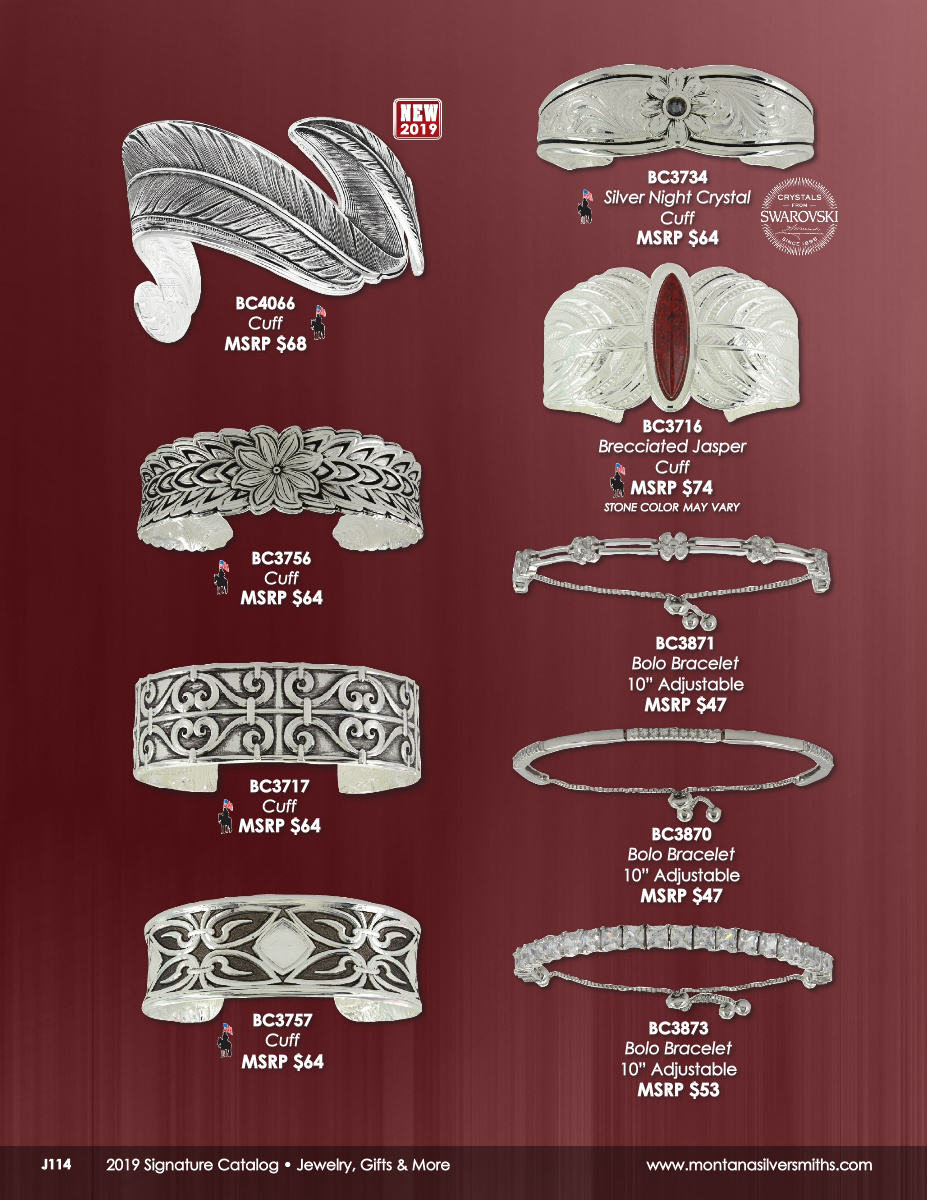 NEW
2019
BC4066
Cuff
MSRP $68
BC3756
Cuff
MSRP $64
BC3717
Cuff
MSRP $64
BC3757
Cuff
MSRP $64
BC3734
Silver Night Crystal
Cuff
MSRP $64
CRYSTALS
FROM
SWAROVSKI
SINCE 1895
BC3716
Brecciated Jasper
Cuff
MSRP $74
STONE COLOR MAY VARY
BC3871
Bolo Bracelet
10” Adjustable
MSRP $47
BC3870
Bolo Bracelet
10” Adjustable
MSRP $47
BC3873
Bolo Bracelet
10” Adjustable
MSRP $53
J114 2019 Signature Catalog • Jewelry, Gifts & More www.montanasilversmiths.com